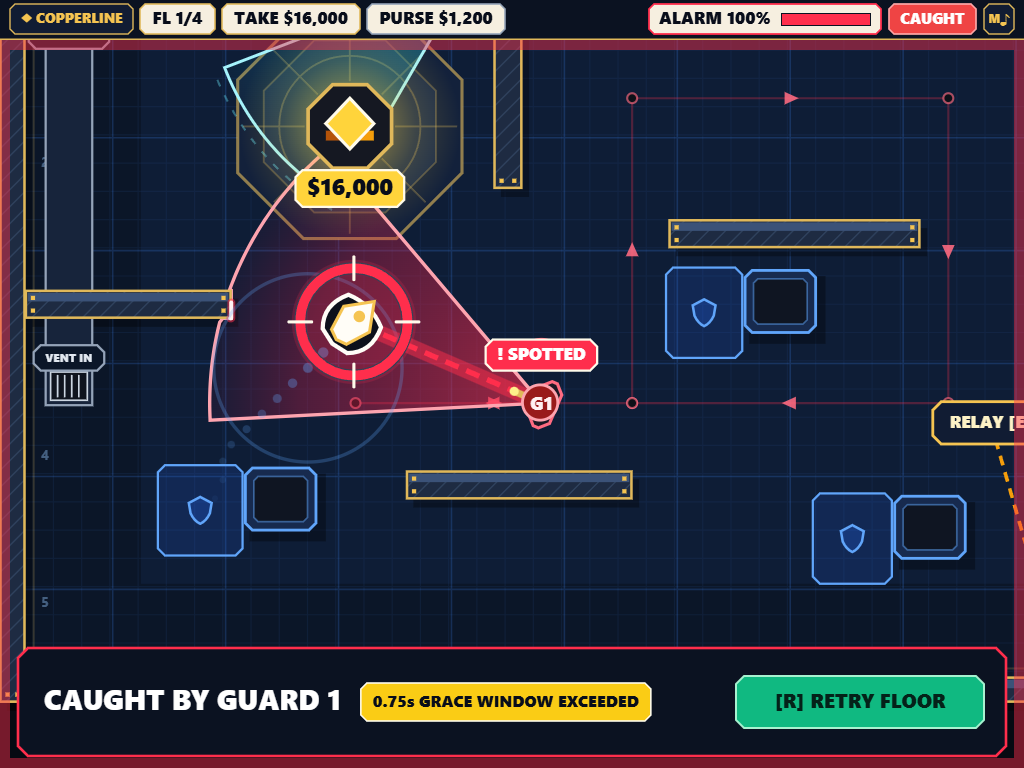 COPPERLINE
FL 1/4
TAKE $16,000
PURSE $1,200
ALARM 100%
CAUGHT
M♪
2
$16,000
VENT IN
! SPOTTED
G1
RELAY [E
4
5
CAUGHT BY GUARD 1
0.75s GRACE WINDOW EXCEEDED
[R] RETRY FLOOR